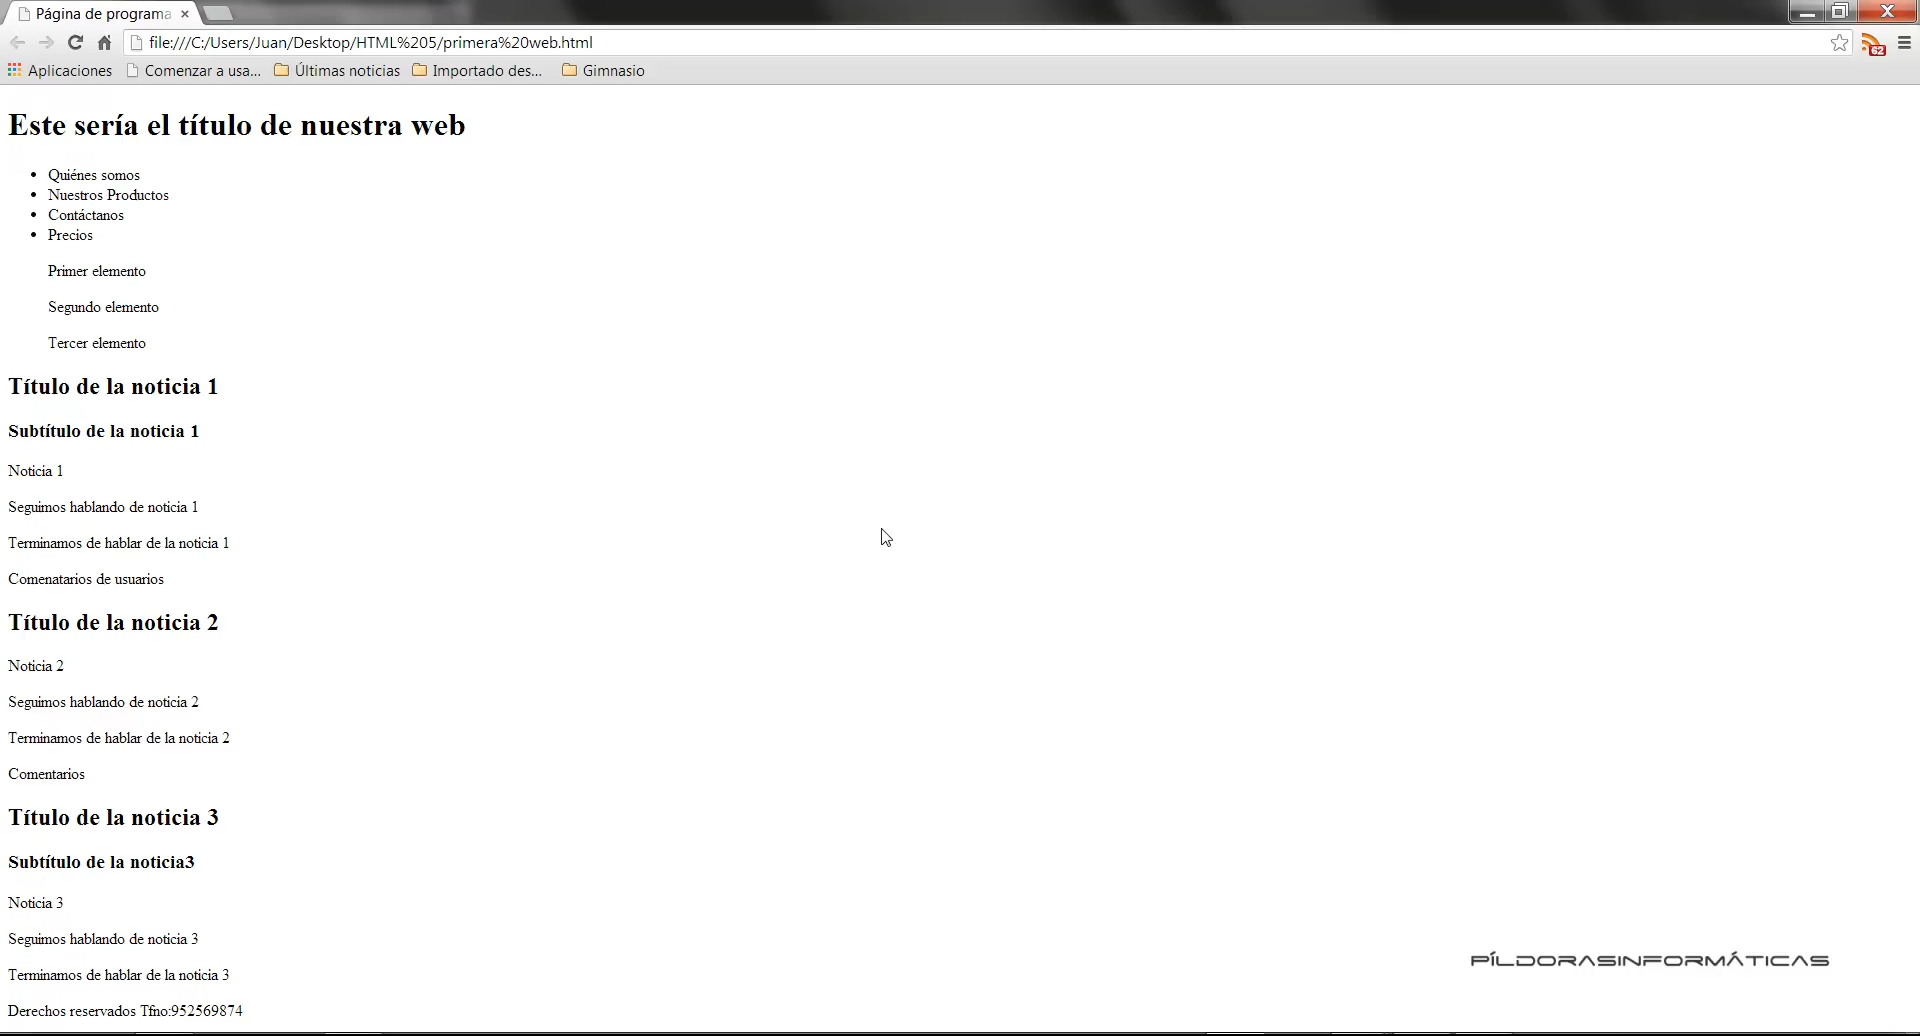 Página de programa
file:///C:/Users/Juan/Desktop/HTML%205/primera%20web.html
62
Aplicaciones Comenzar a usa... Últimas noticias Importado des... Gimnasio
Este sería el título de nuestra web
Quiénes somos
Nuestros Productos
Contáctanos
Precios
Primer elemento
Segundo elemento
Tercer elemento
Título de la noticia 1
Subtítulo de la noticia 1
Noticia 1
Seguimos hablando de noticia 1
Terminamos de hablar de la noticia 1
Comenatarios de usuarios
Título de la noticia 2
Noticia 2
Seguimos hablando de noticia 2
Terminamos de hablar de la noticia 2
Comentarios
Título de la noticia 3
Subtítulo de la noticia3
Noticia 3
Seguimos hablando de noticia 3
PÍLDORASINFORMÁTICAS
Terminamos de hablar de la noticia 3
Derechos reservados Tfno:952569874